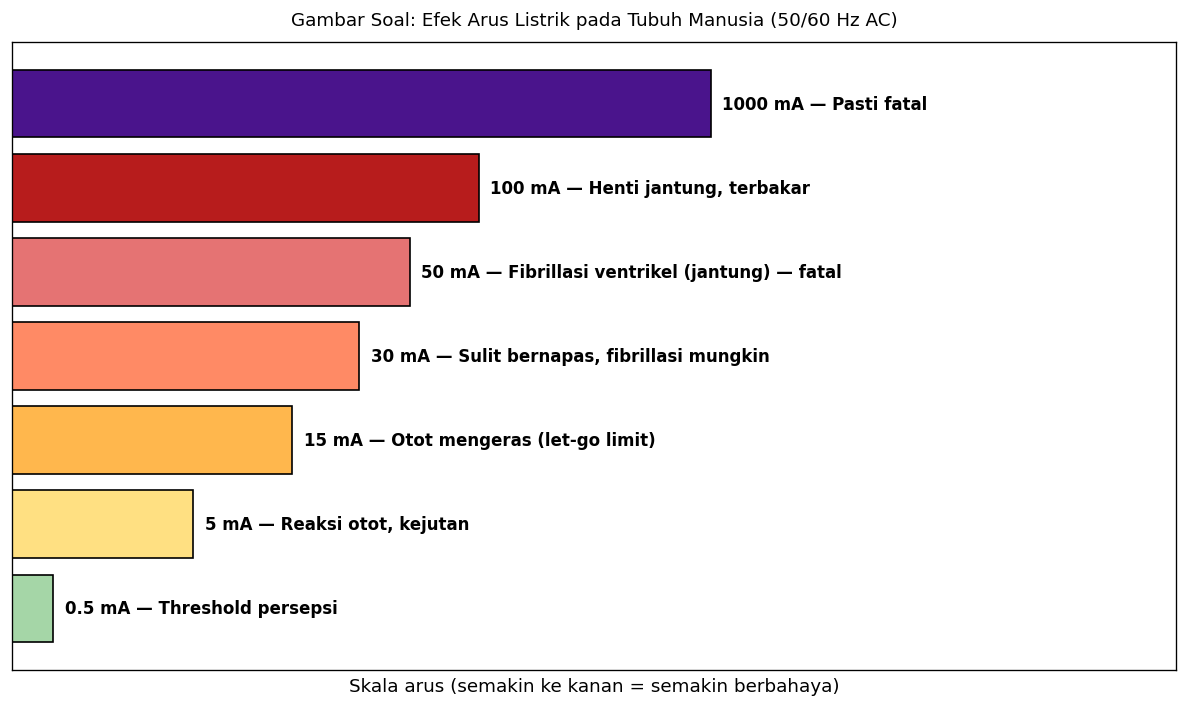 Gambar Soal: Efek Arus Listrik pada Tubuh Manusia (50/60 Hz AC)
1000 mA — Pasti fatal
100 mA — Henti jantung, terbakar
50 mA — Fibrillasi ventrikel (jantung) — fatal
30 mA — Sulit bernapas, fibrillasi mungkin
15 mA — Otot mengeras (let-go limit)
5 mA — Reaksi otot, kejutan
0.5 mA — Threshold persepsi
Skala arus (semakin ke kanan = semakin berbahaya)